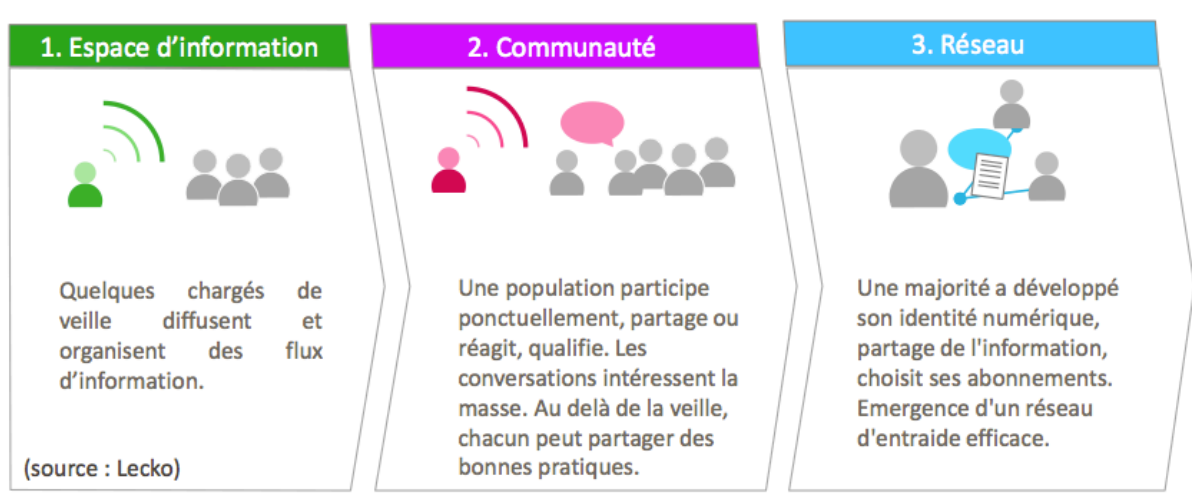 1. Espace d’information
Quelques chargés de
veille diffusent et
organisent des flux
d’information.
(source : Lecko)
2. Communauté
Une population participe
ponctuellement, partage ou
réagit, qualifie. Les
conversations intéressent la
masse. Au delà de la veille,
chacun peut partager des
bonnes pratiques.
3. Réseau
Une majorité a développé
son identité numérique,
partage de l'information,
choisit ses abonnements.
Emergence d'un réseau
d'entraide efficace.